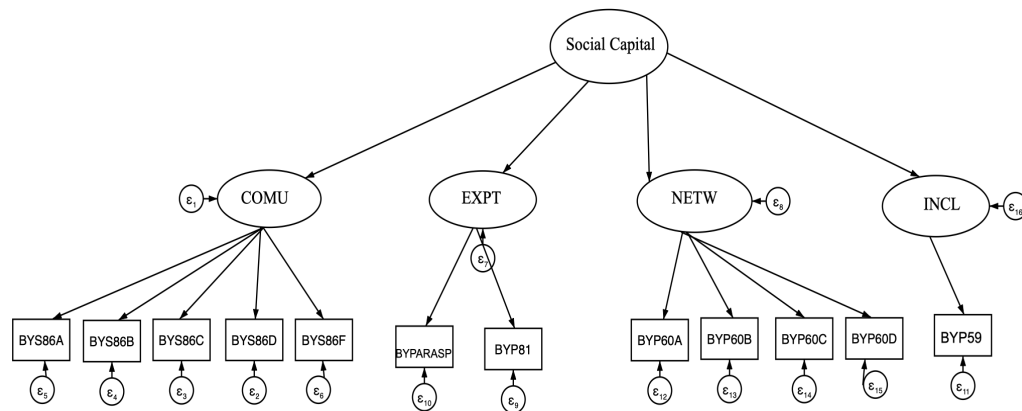 Social Capital
ε1
COMU
EXPT
NETW
ε8
INCL
ε16
ε7
BYS86A
BYS86B
BYS86C
BYS86D
BYS86F
BYPARASP
BYP81
BYP60A
BYP60B
BYP60C
BYP60D
BYP59
ε5
ε4
ε3
ε2
ε6
ε10
ε9
ε12
ε13
ε14
ε15
ε11